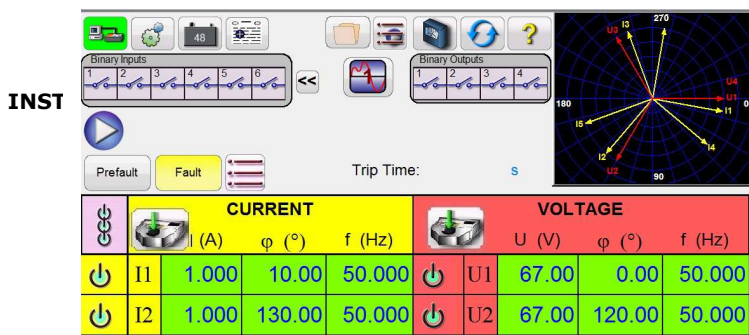 48
Binary Inputs
1 2 3 4 5 6
<<
1
Binary Outputs
1 2 3 4
?
INST
Prefault
Fault
Trip Time:
s
270
U3
I3
180
0
U4
U1
I1
I5
I4
I2
U2
90
CURRENT
VOLTAGE
I (A) φ (°) f (Hz)
U (V) φ (°) f (Hz)
I1 1.000 10.00 50.000 U1 67.00 0.00 50.000
I2 1.000 130.00 50.000 U2 67.00 120.00 50.000